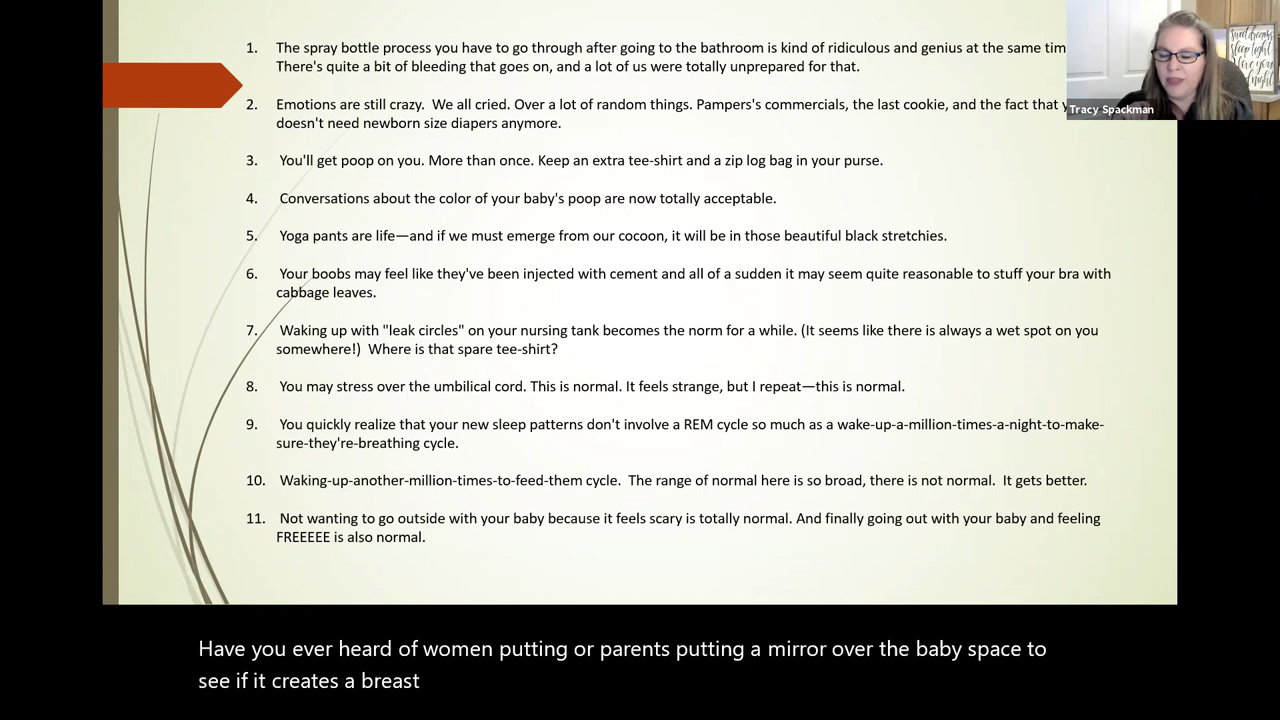 1. The spray bottle process you have to go through after going to the bathroom is kind of ridiculous and genius at the same
There's quite a bit of bleeding that goes on, and a lot of us were totally unprepared for that.
2. Emotions are still crazy. We all cried. Over a lot of random things. Pampers's commercials, the last cookie, and the fact that
doesn't need newborn size diapers anymore.
3. You'll get poop on you. More than once. Keep an extra tee-shirt and a zip log bag in your purse.
4. Conversations about the color of your baby's poop are now totally acceptable.
5. Yoga pants are life—and if we must emerge from our cocoon, it will be in those beautiful black stretchies.
6. Your boobs may feel like they've been injected with cement and all of a sudden it may seem quite reasonable to stuff your bra with
cabbage leaves.
7. Waking up with "leak circles" on your nursing tank becomes the norm for a while. (It seems like there is always a wet spot on you
somewhere!) Where is that spare tee-shirt?
8. You may stress over the umbilical cord. This is normal. It feels strange, but I repeat—this is normal.
9. You quickly realize that your new sleep patterns don't involve a REM cycle so much as a wake-up-a-million-times-a-night-to-make-
sure-they're-breathing cycle.
10. Waking-up-another-million-times-to-feed-them cycle. The range of normal here is so broad, there is not normal. It gets better.
11. Not wanting to go outside with your baby because it feels scary is totally normal. And finally going out with your baby and feeling
FREEEEE is also normal.
Tracy Spackman
sweet dreams
sleep tight
love you
night
Have you ever heard of women putting or parents putting a mirror over the baby space to
see if it creates a breast